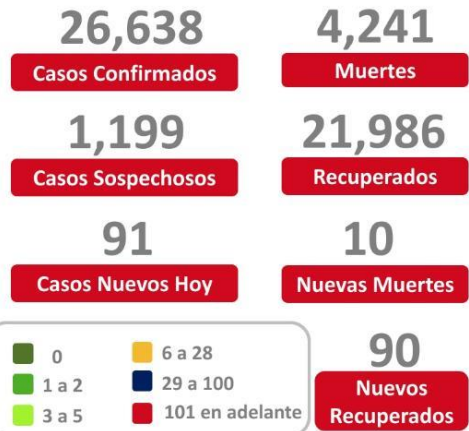 26,638
Casos Confirmados
4,241
Muertes
1,199
Casos Sospechosos
21,986
Recuperados
91
Casos Nuevos Hoy
10
Nuevas Muertes
0
1 a 2
3 a 5
6 a 28
29 a 100
101 en adelante
90
Nuevos
Recuperados